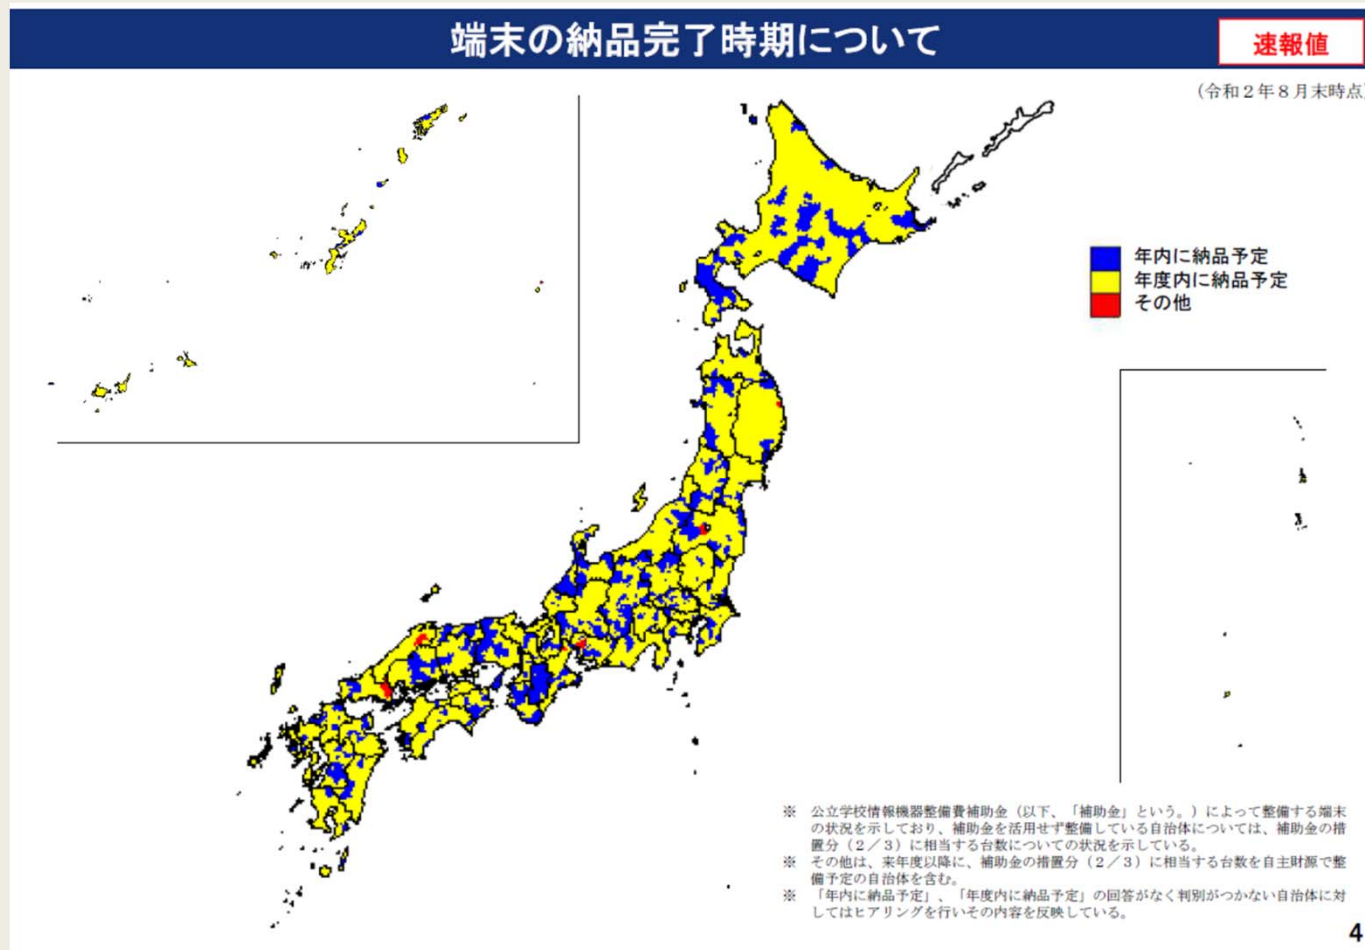 端末の納品完了時期について
速報値
(令和２年８月末時点)
年内に納品予定
年度内に納品予定
その他
※ 公立学校情報機器整備費補助金（以下、「補助金」という。）によって整備する端末
の状況を示しており、補助金を活用せず整備している自治体については、補助金の措
置分（２／３）に相当する台数についての状況を示している。
※ その他は、来年度以降に、補助金の措置分（２／３）に相当する台数を自主財源で整
備予定の自治体を含む。
※ 「年内に納品予定」、「年度内に納品予定」の回答がなく判別がつかない自治体に対
してはヒアリングを行いその内容を反映している。
4